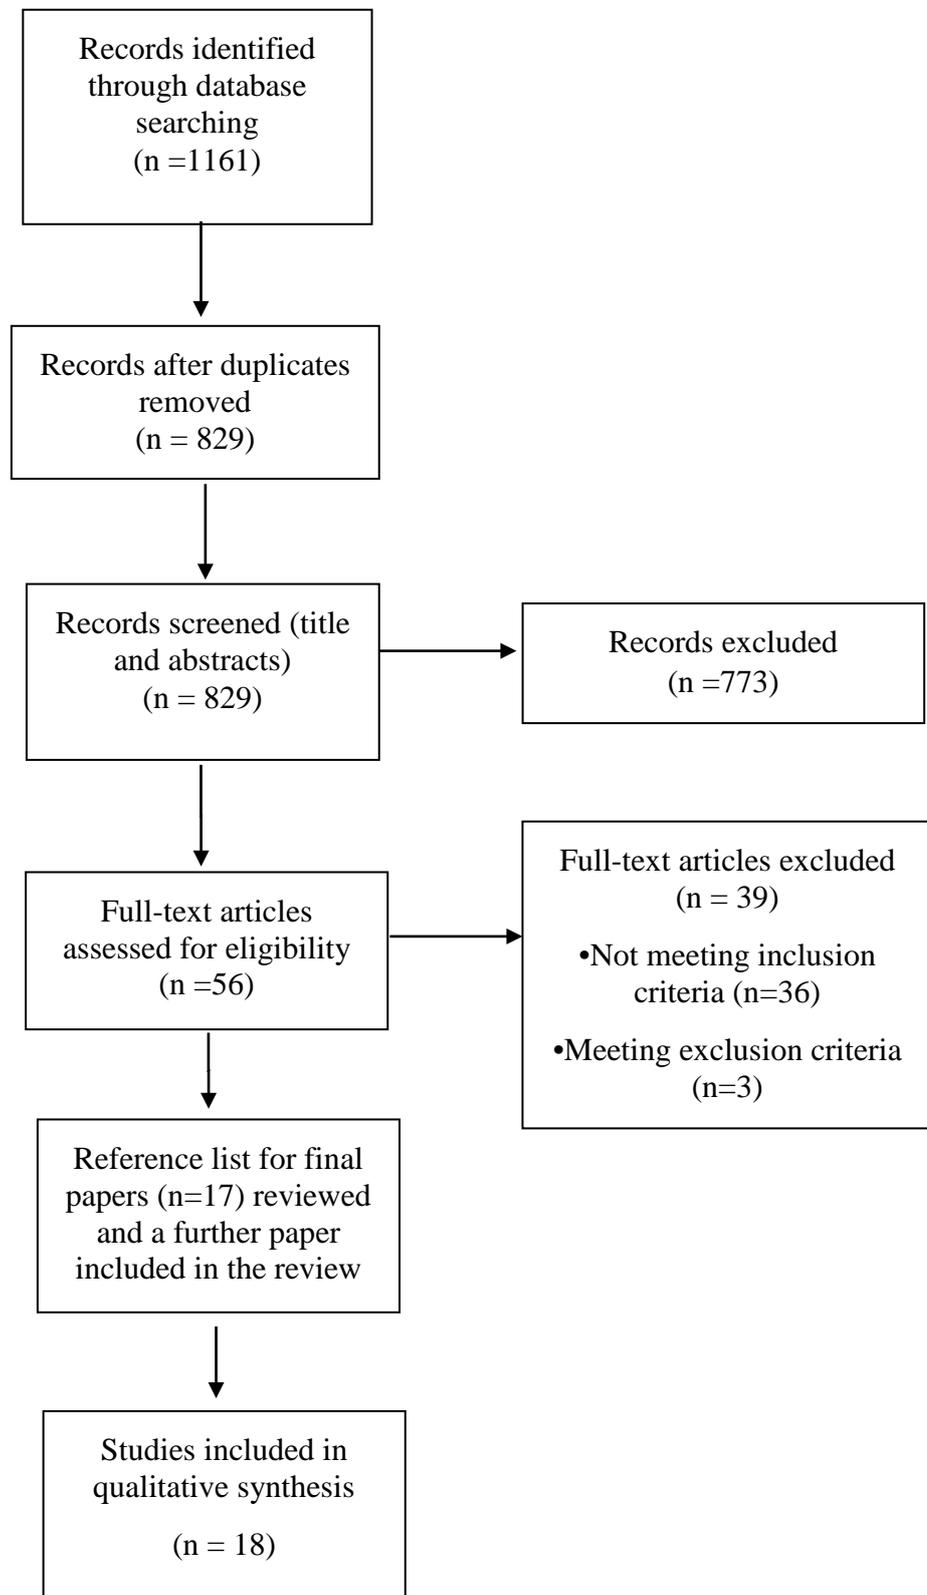 Records identified
through database
searching
(n =1161)
Records after duplicates
removed
(n = 829)
Records screened (title
and abstracts)
(n = 829)
Records excluded
(n =773)
Full-text articles
assessed for eligibility
(n =56)
Full-text articles excluded
(n = 39)
•Not meeting inclusion
criteria (n=36)
•Meeting exclusion criteria
(n=3)
Reference list for final
papers (n=17) reviewed
and a further paper
included in the review
Studies included in
qualitative synthesis
(n = 18)